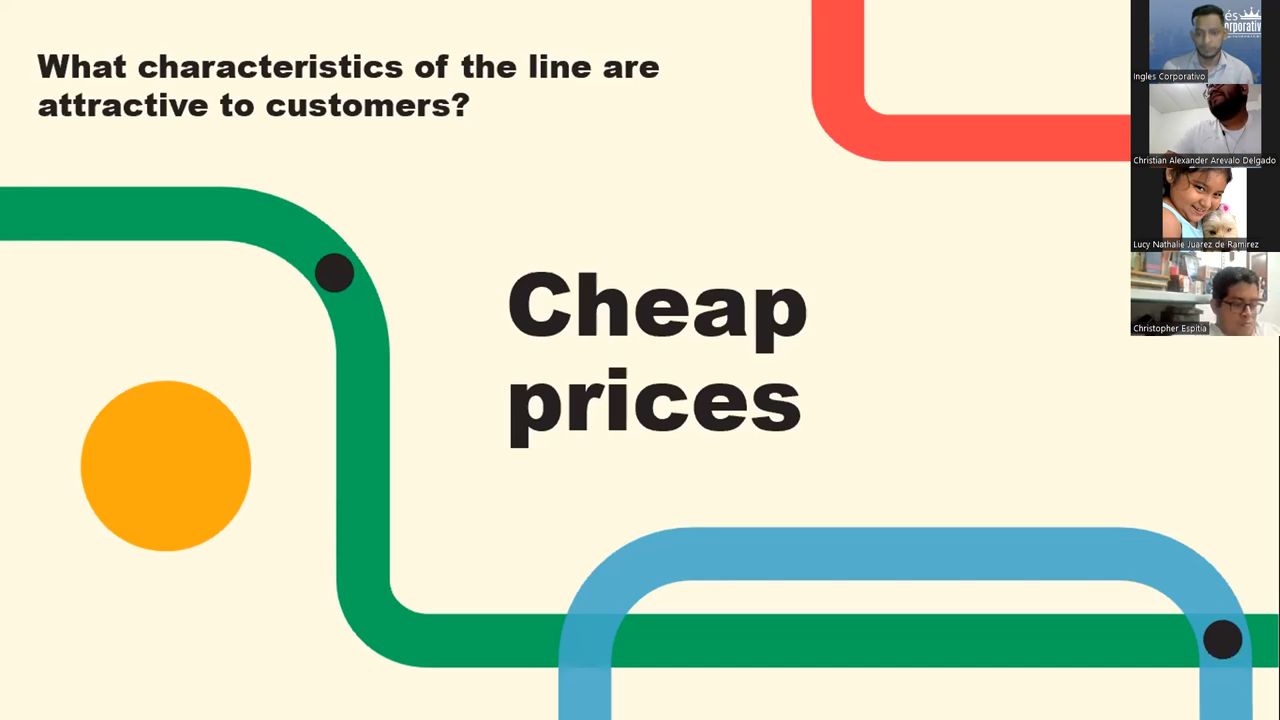 What characteristics of the line are
attractive to customers?
Cheap
prices
Ingles Corporativo
Christian Alexander Arevalo Delgado
Lucy Nathalie Juarez de Ramirez
Christopher Espitia